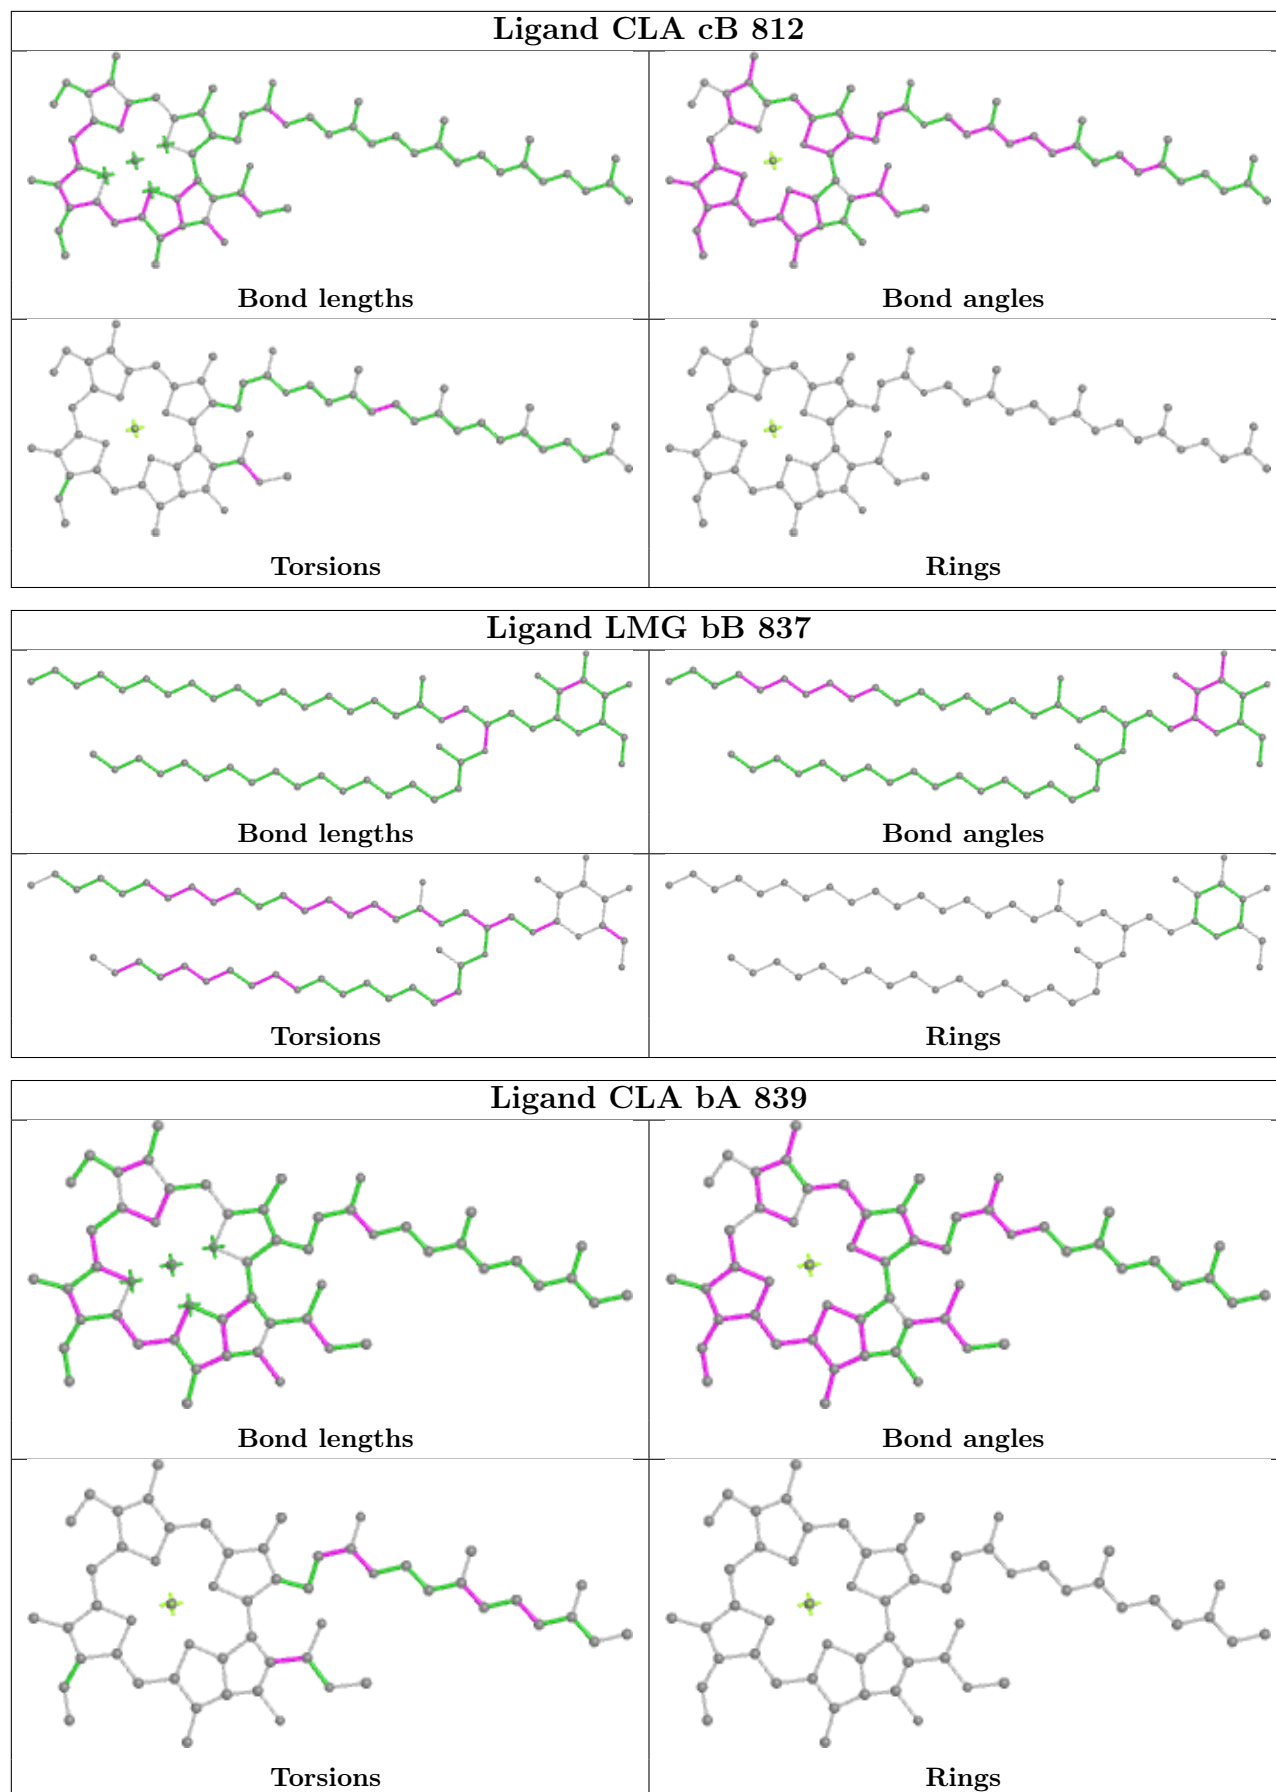 Ligand CLA cB 812
Bond lengths
Bond angles
Torsions
Rings
Ligand LMG bB 837
Bond lengths
Bond angles
Torsions
Rings
Ligand CLA bA 839
Bond lengths
Bond angles
Torsions
Rings